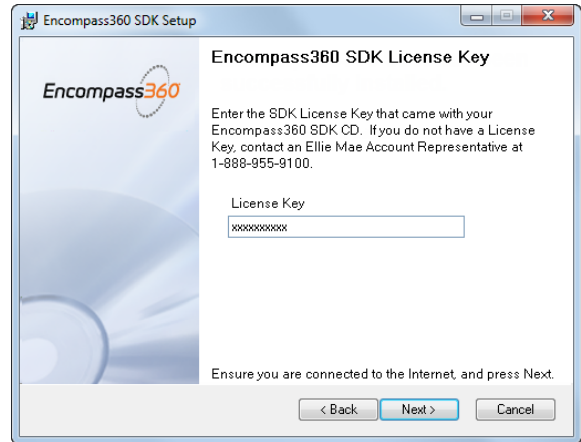 Encompass360 SDK Setup
Encompass360
Encompass360 SDK License Key
Enter the SDK License Key that came with your
Encompass360 SDK CD. If you do not have a License
Key, contact an Ellie Mae Account Representative at
1-888-955-9100.
License Key
xxxxxxxxxx
Ensure you are connected to the Internet, and press Next.
< Back
Next >
Cancel